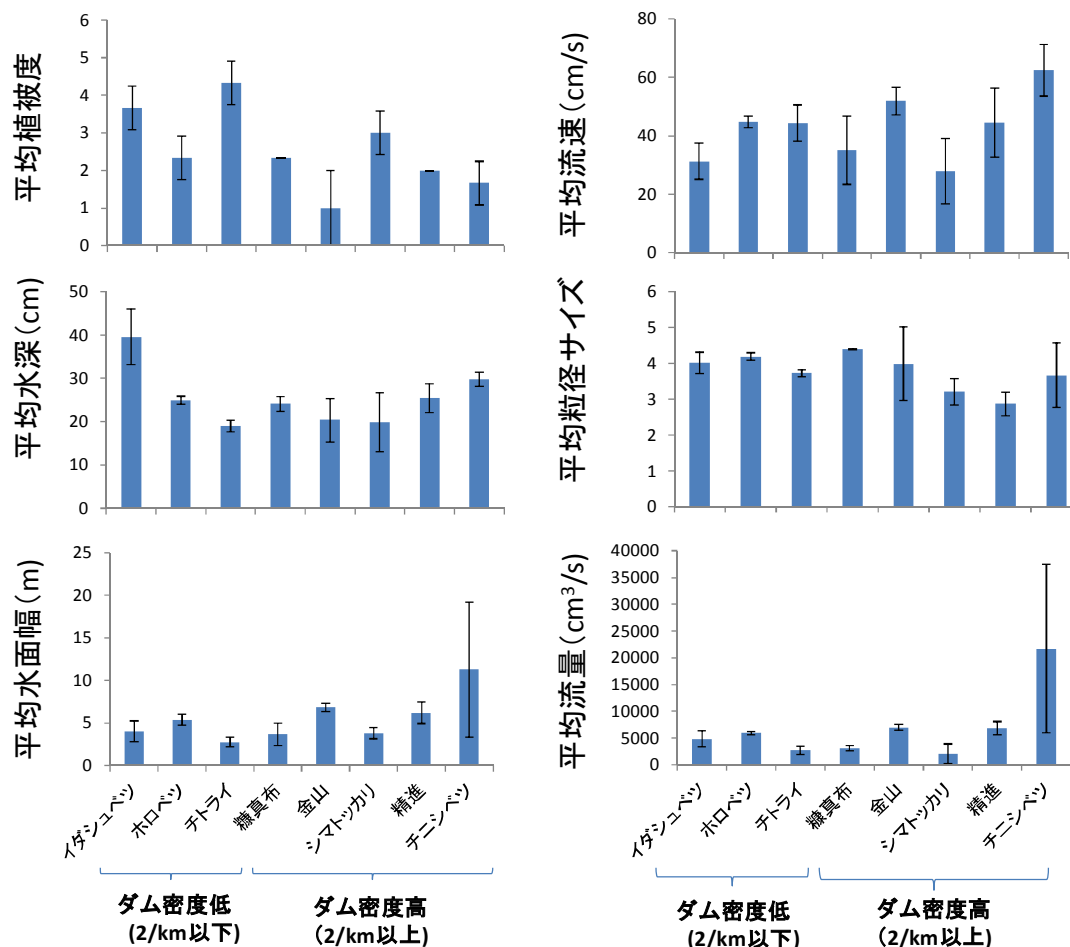 平均植被度
6
5
4
3
2
1
0
平均流速(cm/s)
80
60
40
20
0
平均水深(cm)
50
40
30
20
10
0
平均粒径サイズ
6
5
4
3
2
1
0
平均水面幅(m)
25
20
15
10
5
0
平均流量(cm³/s)
40000
35000
30000
25000
20000
15000
10000
5000
0
イダシュベツ
ホロベツ
チトライ
糠真布
金山
シマトッカリ
精進
チニシベツ
ダム密度低
(2/km以下)
ダム密度高
(2/km以上)
イダシュベツ
ホロベツ
チトライ
糠真布
金山
シマトッカリ
精進
チニシベツ
ダム密度低
(2/km以下)
ダム密度高
(2/km以上)